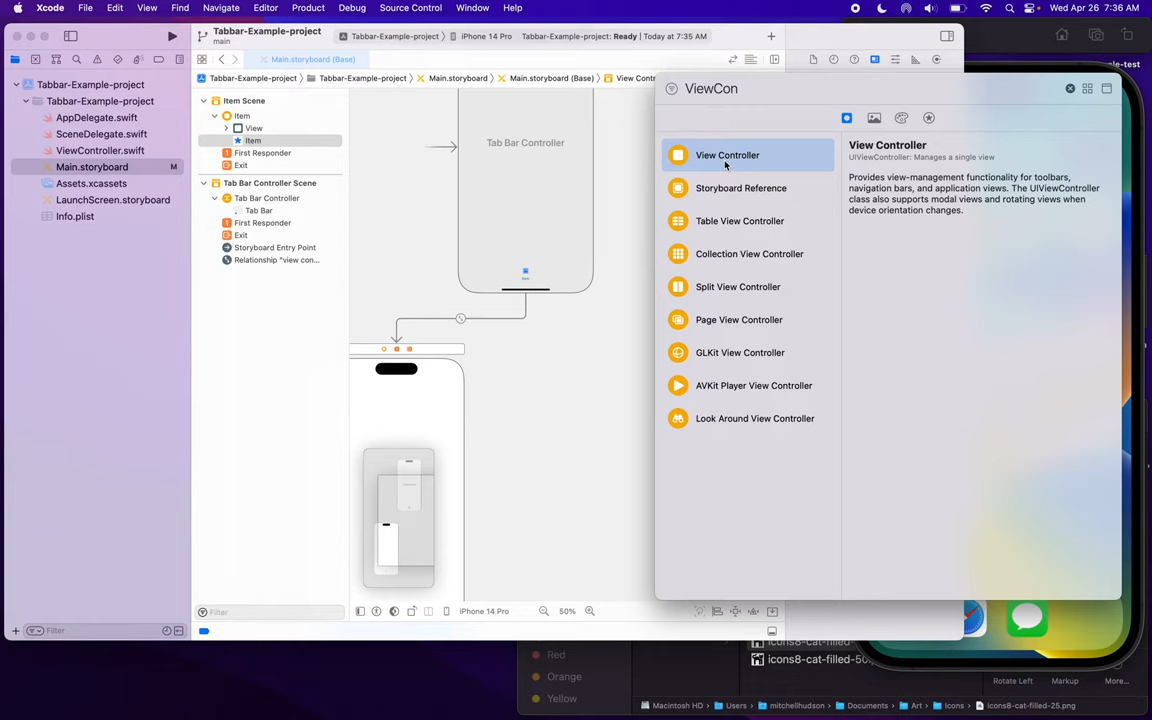 Xcode File Edit View Find Navigate Editor Product Debug Source Control Window Help
Wed Apr 26 7:36 AM
Tabbar-Example-project
main
Tabbar-Example-project
iPhone 14 Pro
Tabbar-Example-project: Ready | Today at 7:35 AM
Main.storyboard (Base)
Tabbar-Example-project
Tabbar-Example-project
Main.storyboard
Main.storyboard (Base)
Tabbar-Example-project
Tabbar-Example-project
AppDelegate.swift
SceneDelegate.swift
ViewController.swift
Main.storyboard M
Assets.xcassets
LaunchScreen.storyboard
Info.plist
Filter
Item Scene
Item
View
Item
First Responder
Exit
Tab Bar Controller Scene
Tab Bar Controller
Tab Bar
First Responder
Exit
Storyboard Entry Point
Relationship "view con...
Filter
Tab Bar Controller
iPhone 14 Pro
50%
ViewCon
View Controller
Storyboard Reference
Table View Controller
Collection View Controller
Split View Controller
Page View Controller
GLKit View Controller
AVKit Player View Controller
Look Around View Controller
View Controller
UIViewController: Manages a single view
Provides view-management functionality for toolbars,
navigation bars, and application views. The UIViewController
class also supports modal views and rotating views when
device orientation changes.
Red
Orange
Yellow
icons8-cat-filled-50
Rotate Left
Markup
More...
Macintosh HD
Users
mitchellhudson
Documents
Art
Icons
icons8-cat-filled-25.png